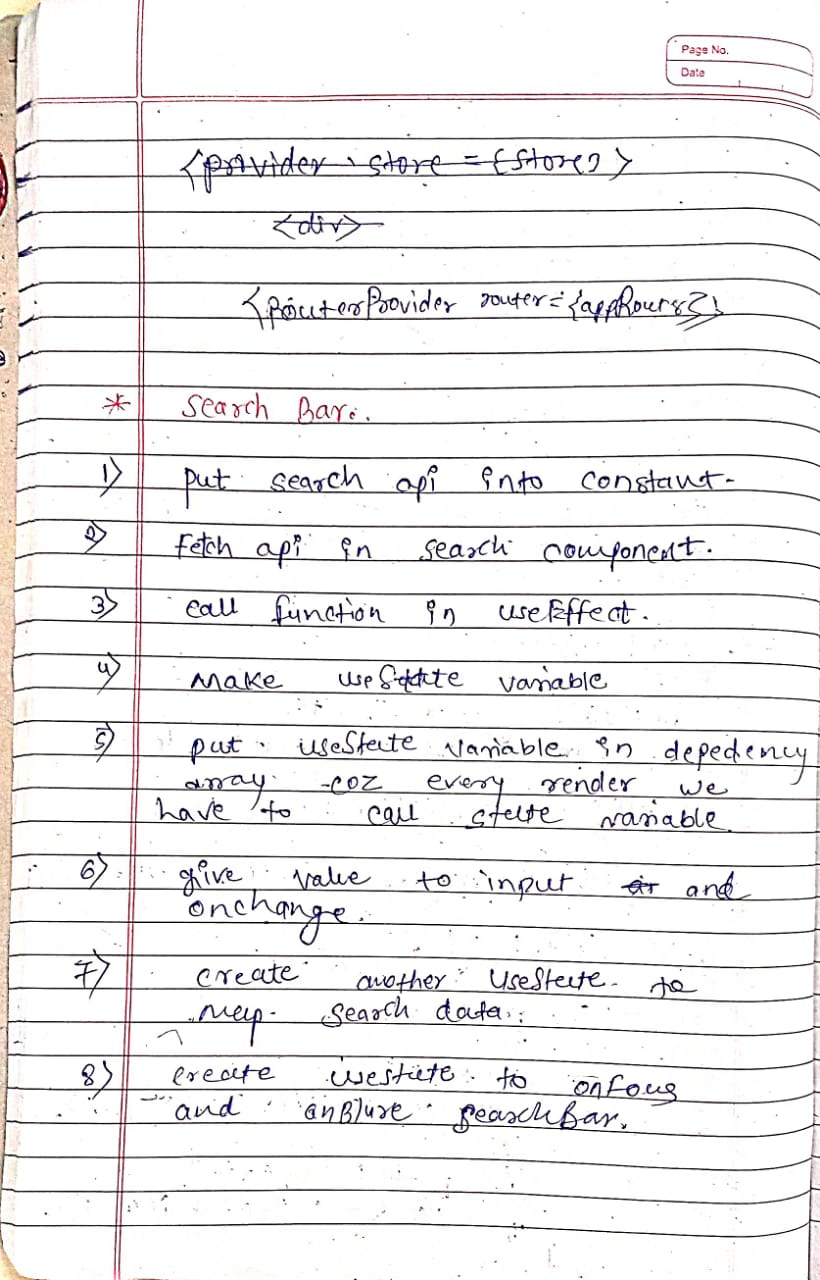 Page No.
Date
<provider store = {store}>
<div>
<RouterProvider router = {appRours}>
* Search Bar:.
1) put search api into constant.
2) fetch api in search component.
3) call function in useEffect.
4) Make useState variable
5) put useState variable in depedency
array. -coz every render we
have to call state variable.
6) give value to input and
onchange.
7) create another useState to
map search data.
8) create usestate to onfous
and onBlure searchBar.